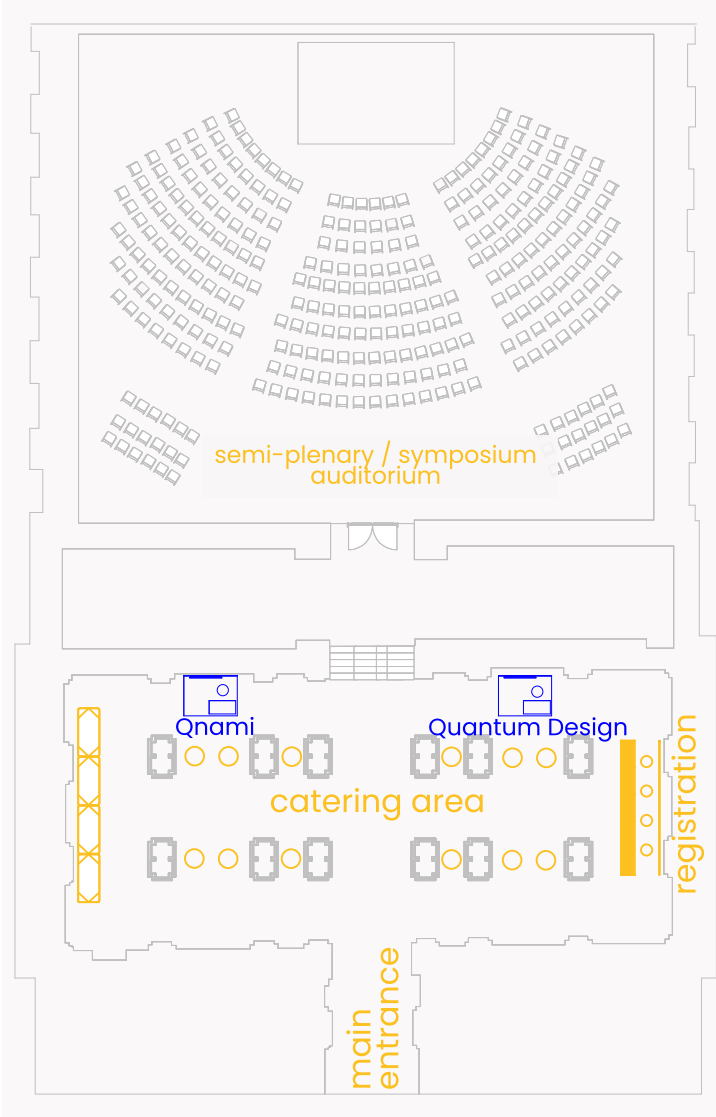 semi-plenary / symposium
auditorium
Qnami
Quantum Design
catering area
registration
main
entrance